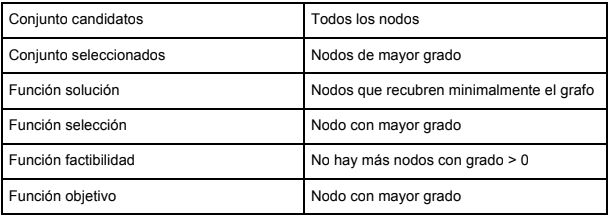 Conjunto candidatos Todos los nodos
Conjunto seleccionados Nodos de mayor grado
Función solución Nodos que recubren minimalmente el grafo
Función selección Nodo con mayor grado
Función factibilidad No hay más nodos con grado > 0
Función objetivo Nodo con mayor grado